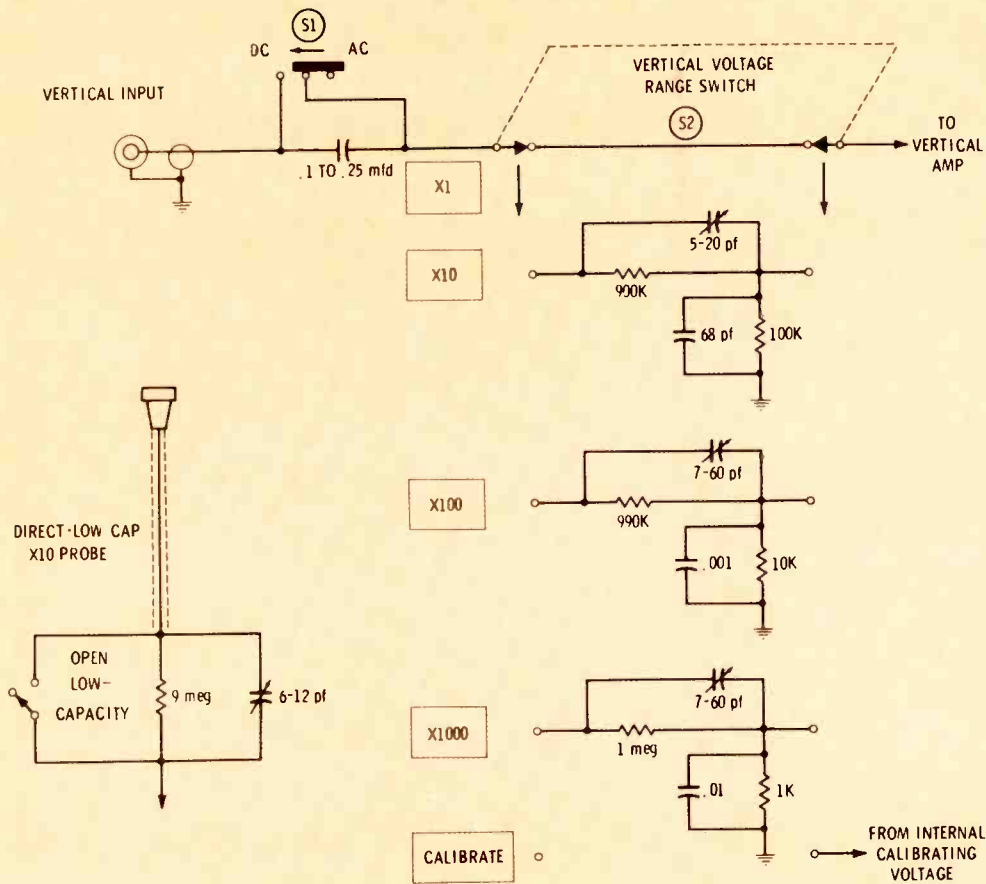 S1
DC
AC
VERTICAL INPUT
.1 TO .25 mfd
VERTICAL VOLTAGE
RANGE SWITCH
S2
TO
VERTICAL
AMP
X1
5-20 pf
X10
900K
68 pf
100K
7-60 pf
X100
990K
.001
10K
DIRECT-LOW CAP
X10 PROBE
OPEN
LOW-
CAPACITY
9 meg
6-12 pf
7-60 pf
X1000
1 meg
.01
1K
CALIBRATE
FROM INTERNAL
CALIBRATING
VOLTAGE